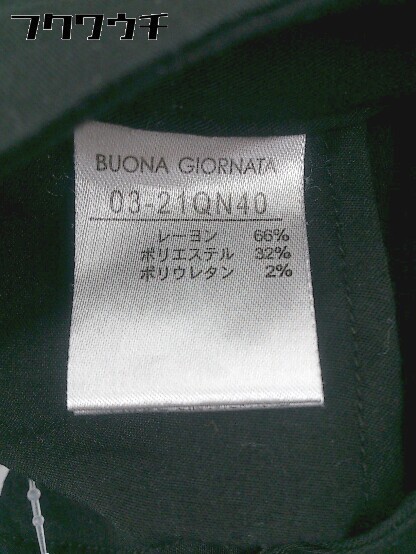 フクワウチ
BUONA GIORNATA
03-21QN40
レーヨン 66%
ポリエステル 32%
ポリウレタン 2%